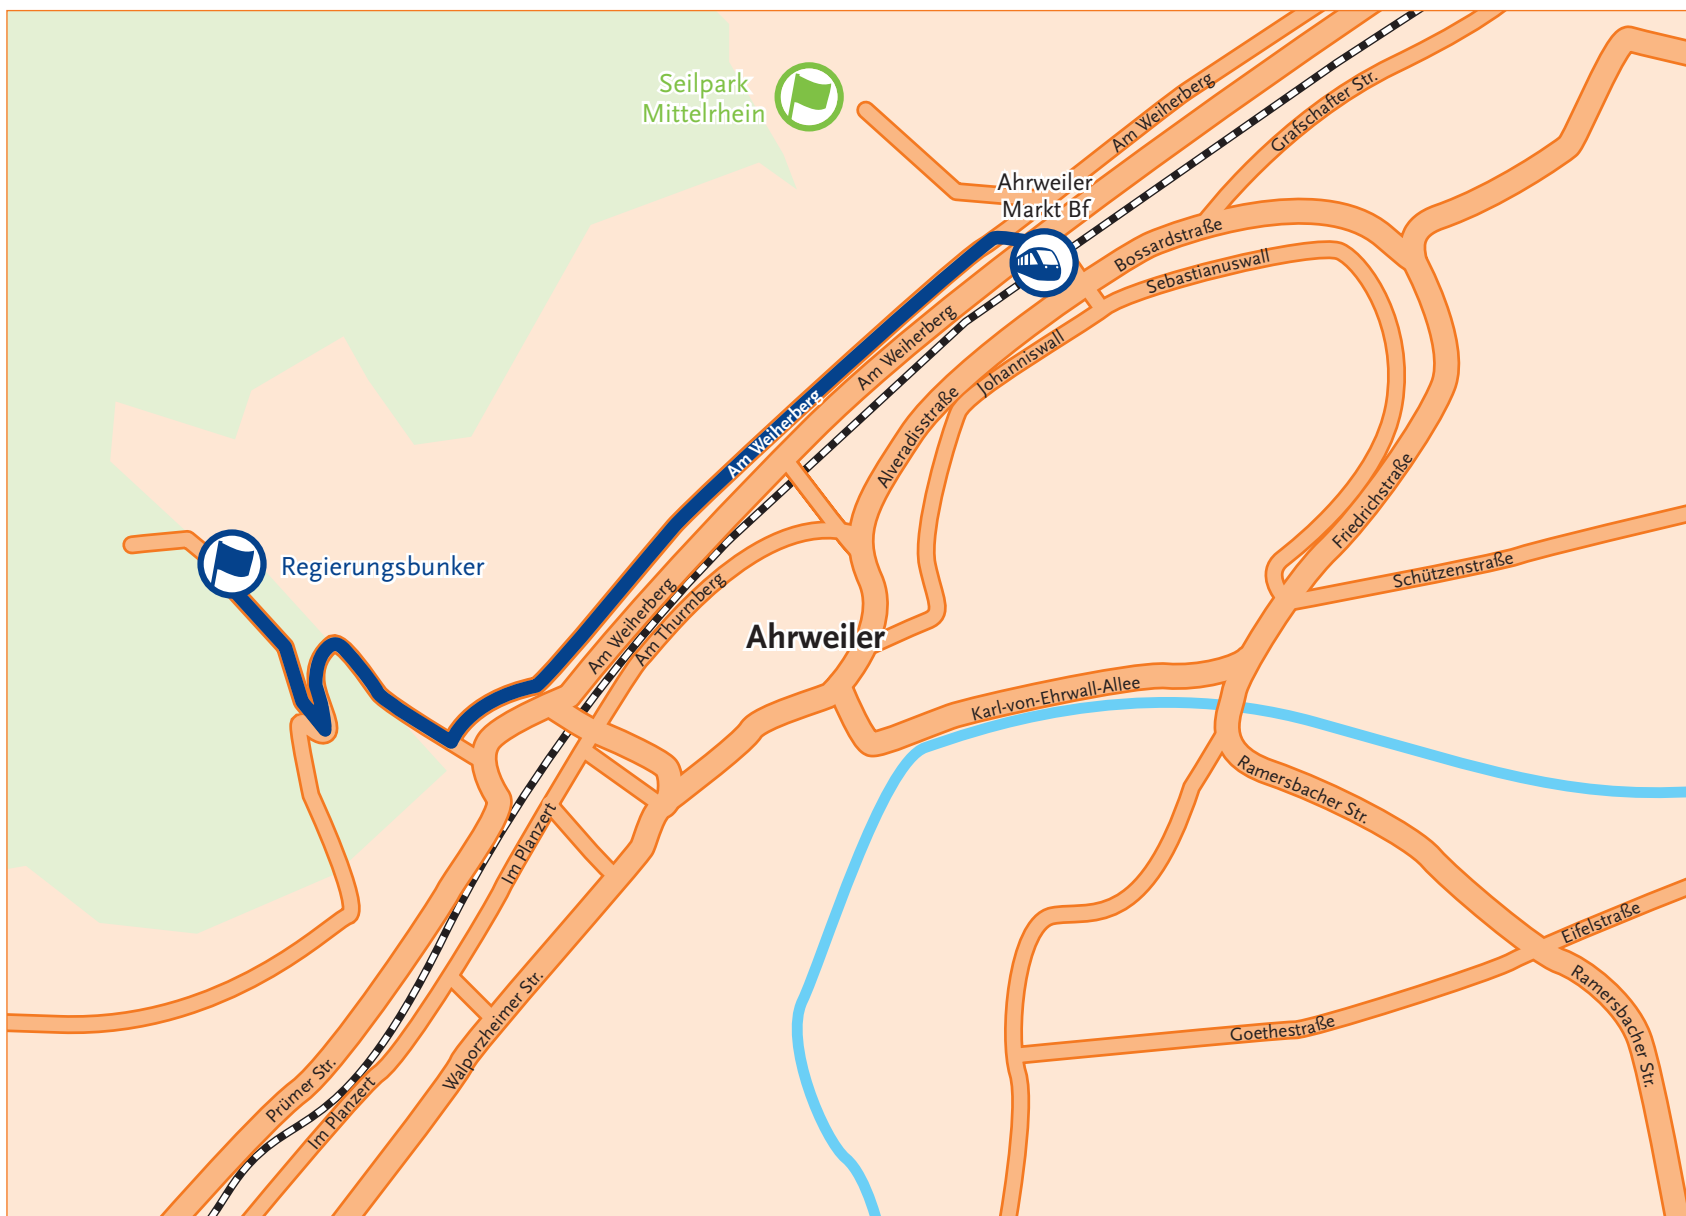 Seilpark
Mittelrhein
Am Weiherberg
Grafschafter Str.
Ahrweiler
Markt Bf
Bossardstraße
Sebastianuswall
Am Weiherberg
Johanniswall
Alveradisstraße
Am Weiherberg
Friedrichstraße
Regierungsbunker
Schützenstraße
Am Weiherberg
Am Thurmberg
Ahrweiler
Karl-von-Ehrwall-Allee
Ramersbacher Str.
Im Planzert
Eifelstraße
Ramersbacher Str.
Walporzheimer Str.
Goethestraße
Prümer Str.
Im Planzert